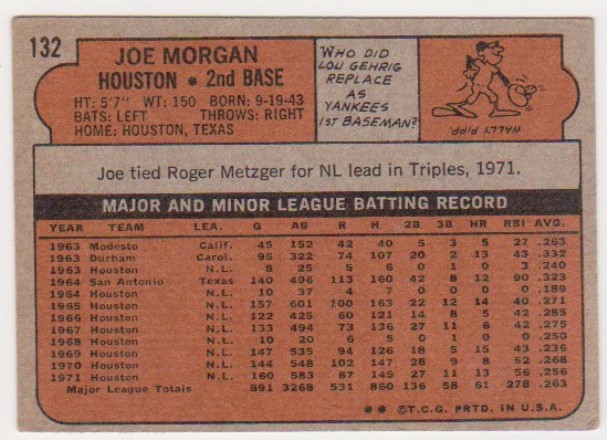 132
JOE MORGAN
HOUSTON • 2nd BASE
HT: 5'7" WT: 150 BORN: 9-19-43
BATS: LEFT THROWS: RIGHT
HOME: HOUSTON, TEXAS
WHO DID
LOU GEHRIG
REPLACE
AS
YANKEES
1ST BASEMAN?
WALLY PIPP.
Joe tied Roger Metzger for NL lead in Triples, 1971.
MAJOR AND MINOR LEAGUE BATTING RECORD
YEAR TEAM LEA. G AB R H 2B 3B HR RBI AVG.
1963 Modesto Calif. 45 152 42 40 5 3 5 27 .263
1963 Durham Carol. 95 322 74 107 20 2 13 43 .332
1963 Houston N.L. 8 25 5 6 0 1 0 3 .240
1964 San Antonio Texas 140 496 113 160 42 8 12 90 .323
1964 Houston N.L. 10 37 4 7 0 0 0 0 .189
1965 Houston N.L. 157 601 100 163 22 12 14 40 .271
1966 Houston N.L. 122 425 60 121 14 8 5 42 .285
1967 Houston N.L. 133 494 73 136 27 11 6 42 .275
1968 Houston N.L. 10 20 6 5 0 1 0 0 .250
1969 Houston N.L. 147 535 94 126 18 5 15 43 .236
1970 Houston N.L. 144 548 102 147 28 9 8 52 .268
1971 Houston N.L. 160 583 87 149 27 11 13 56 .256
Major League Totals 891 3268 531 860 136 58 61 278 .263
** © T.C.G. PRTD. IN U.S.A.